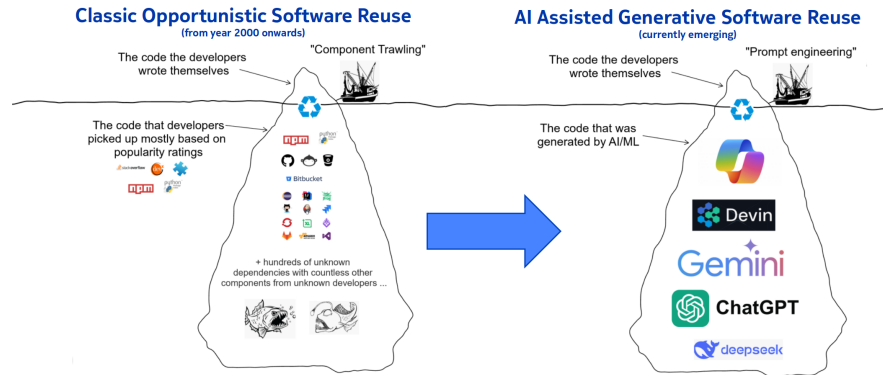 Classic Opportunistic Software Reuse
(from year 2000 onwards)
The code the developers
wrote themselves
"Component Trawling"
The code that developers
picked up mostly based on
popularity ratings
stackoverflow
npm
python
npm
python
Bitbucket
+ hundreds of unknown
dependencies with countless other
components from unknown developers ...
AI Assisted Generative Software Reuse
(currently emerging)
The code the developers
wrote themselves
"Prompt engineering"
The code that was
generated by AI/ML
Devin
Gemini
ChatGPT
deepseek